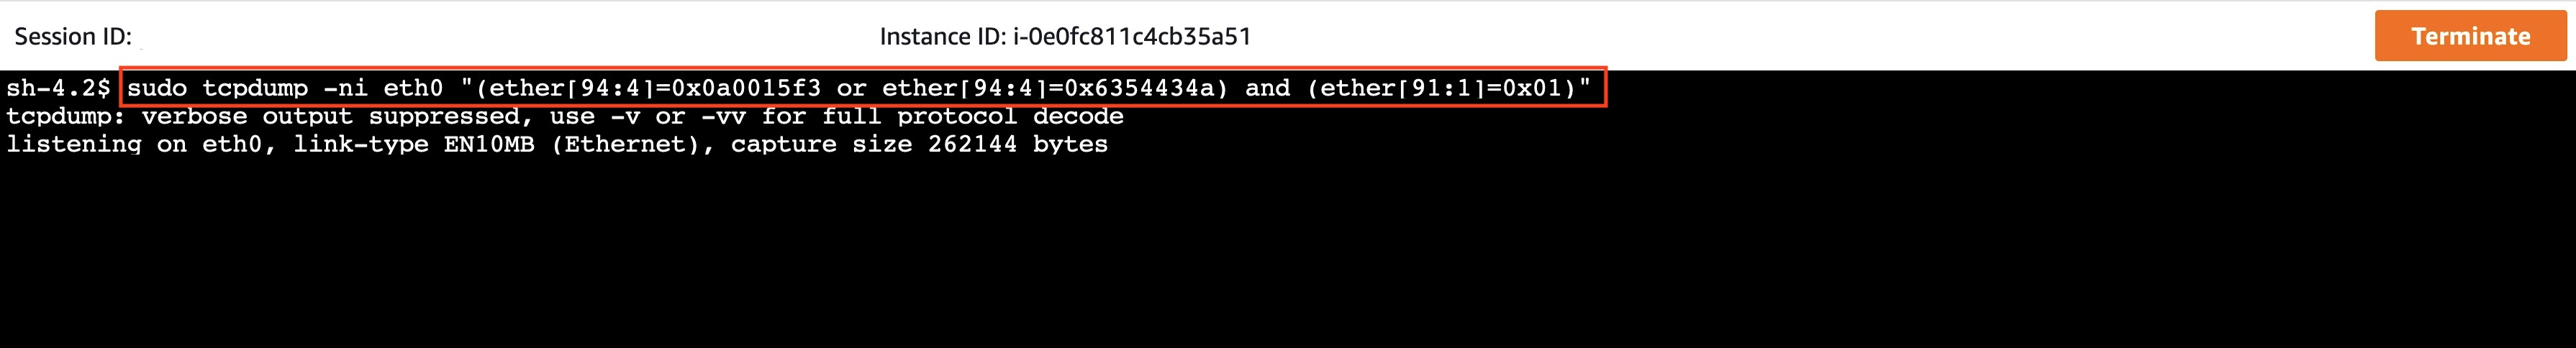 Session ID:
Instance ID: i-0e0fc811c4cb35a51
Terminate
sh-4.2$ sudo tcpdump -ni eth0 "(ether[94:4]=0x0a0015f3 or ether[94:4]=0x6354434a) and (ether[91:1]=0x01)"
tcpdump: verbose output suppressed, use -v or -vv for full protocol decode
listening on eth0, link-type EN10MB (Ethernet), capture size 262144 bytes